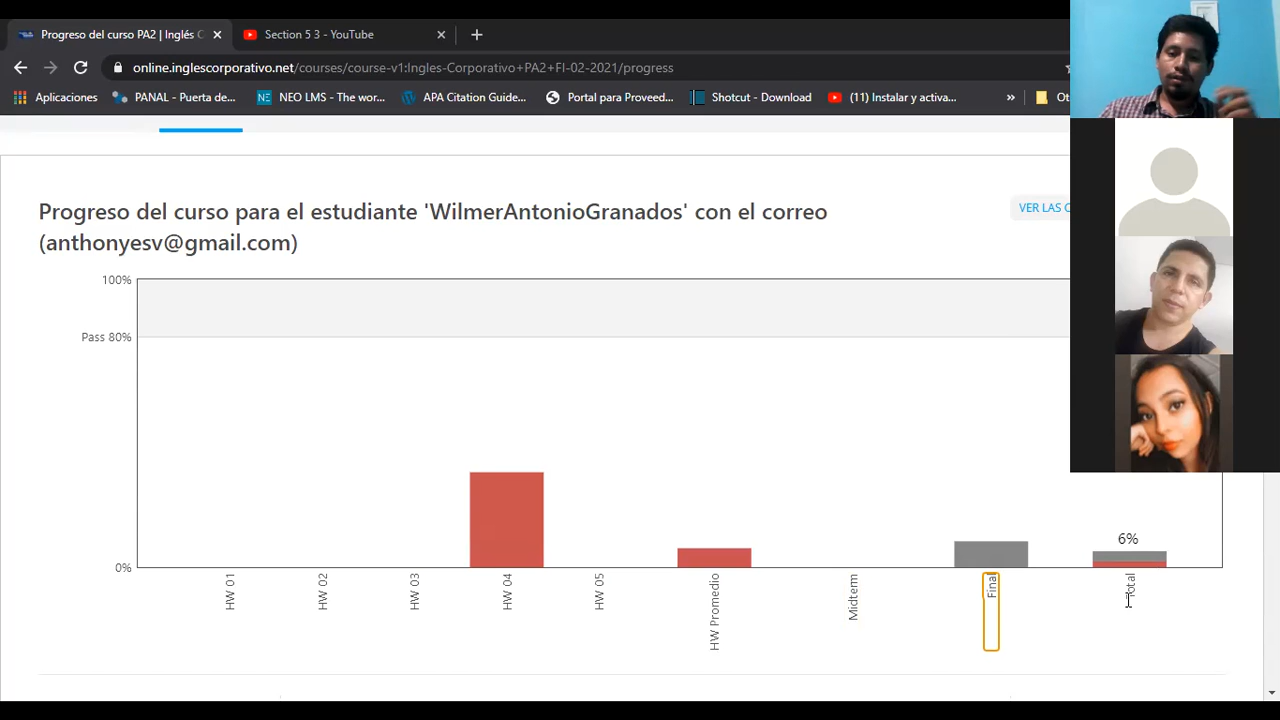 Progreso del curso PA2 | Inglés C
Section 5 3 - YouTube
online.inglescorporativo.net/courses/course-v1:Ingles-Corporativo+PA2+FI-02-2021/progress
Aplicaciones
PANAL - Puerta de...
NEO LMS - The wor...
APA Citation Guide...
Portal para Proveed...
Shotcut - Download
(11) Instalar y activa...
»
Ot
Progreso del curso para el estudiante 'WilmerAntonioGranados' con el correo
(anthonyesv@gmail.com)
VER LAS C
100%
Pass 80%
0%
6%
HW 01
HW 02
HW 03
HW 04
HW 05
HW Promedio
Midterm
Final
Total